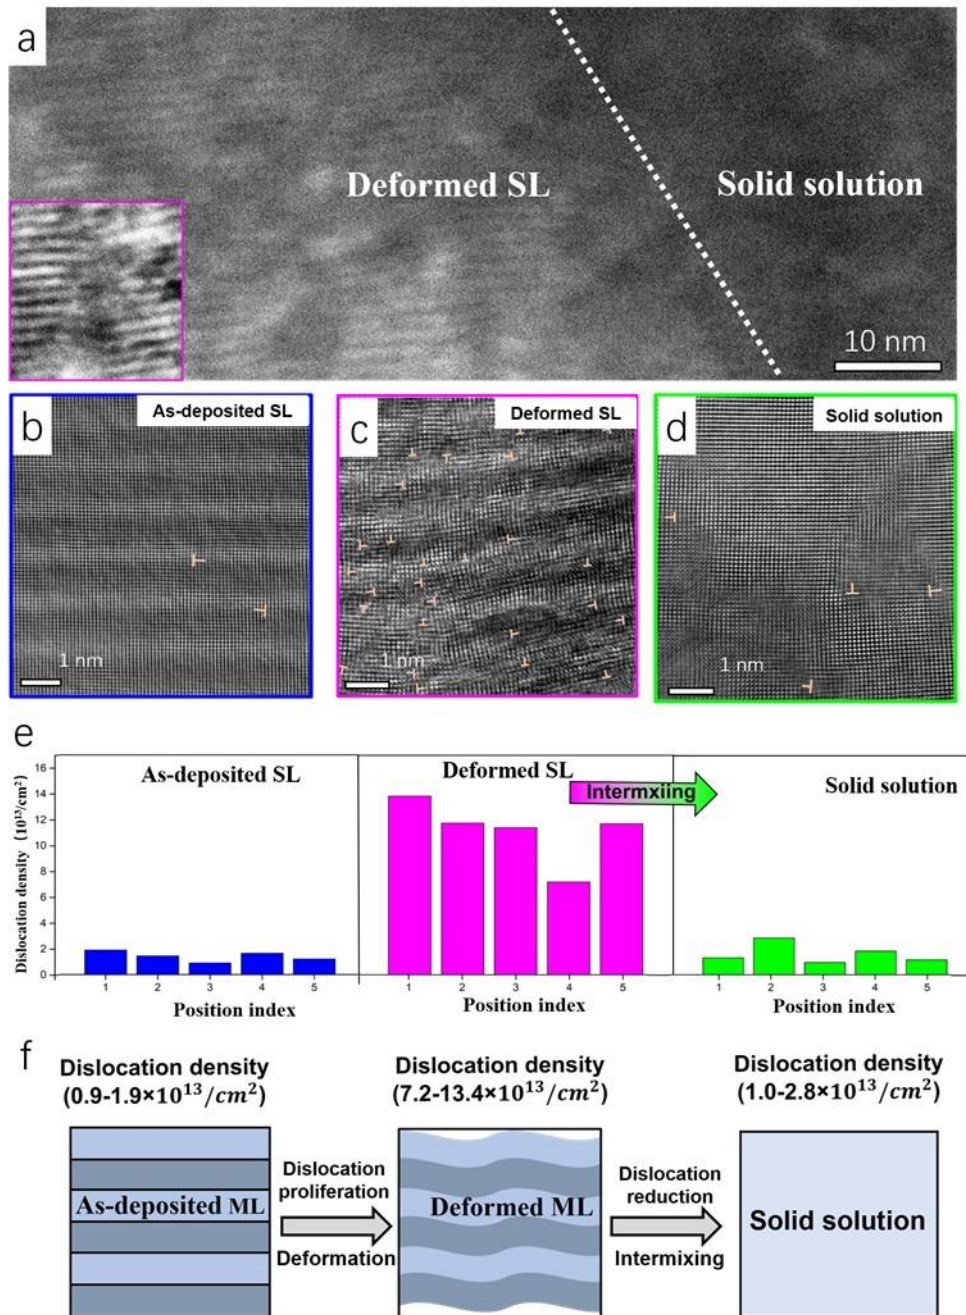 a
Deformed SL
Solid solution
10 nm
b
As-deposited SL
1 nm
c
Deformed SL
1 nm
d
Solid solution
1 nm
e
Dislocation density (10¹³/cm²)
16
14
12
10
8
6
4
2
0
As-deposited SL
Deformed SL
Intermxiing
Solid solution
1 2 3 4 5
1 2 3 4 5
1 2 3 4 5
Position index
Position index
Position index
f
Dislocation density
(0.9-1.9×10¹³/cm²)
Dislocation density
(7.2-13.4×10¹³/cm²)
Dislocation density
(1.0-2.8×10¹³/cm²)
As-deposited ML
Dislocation
proliferation
Deformation
Deformed ML
Dislocation
reduction
Intermixing
Solid solution